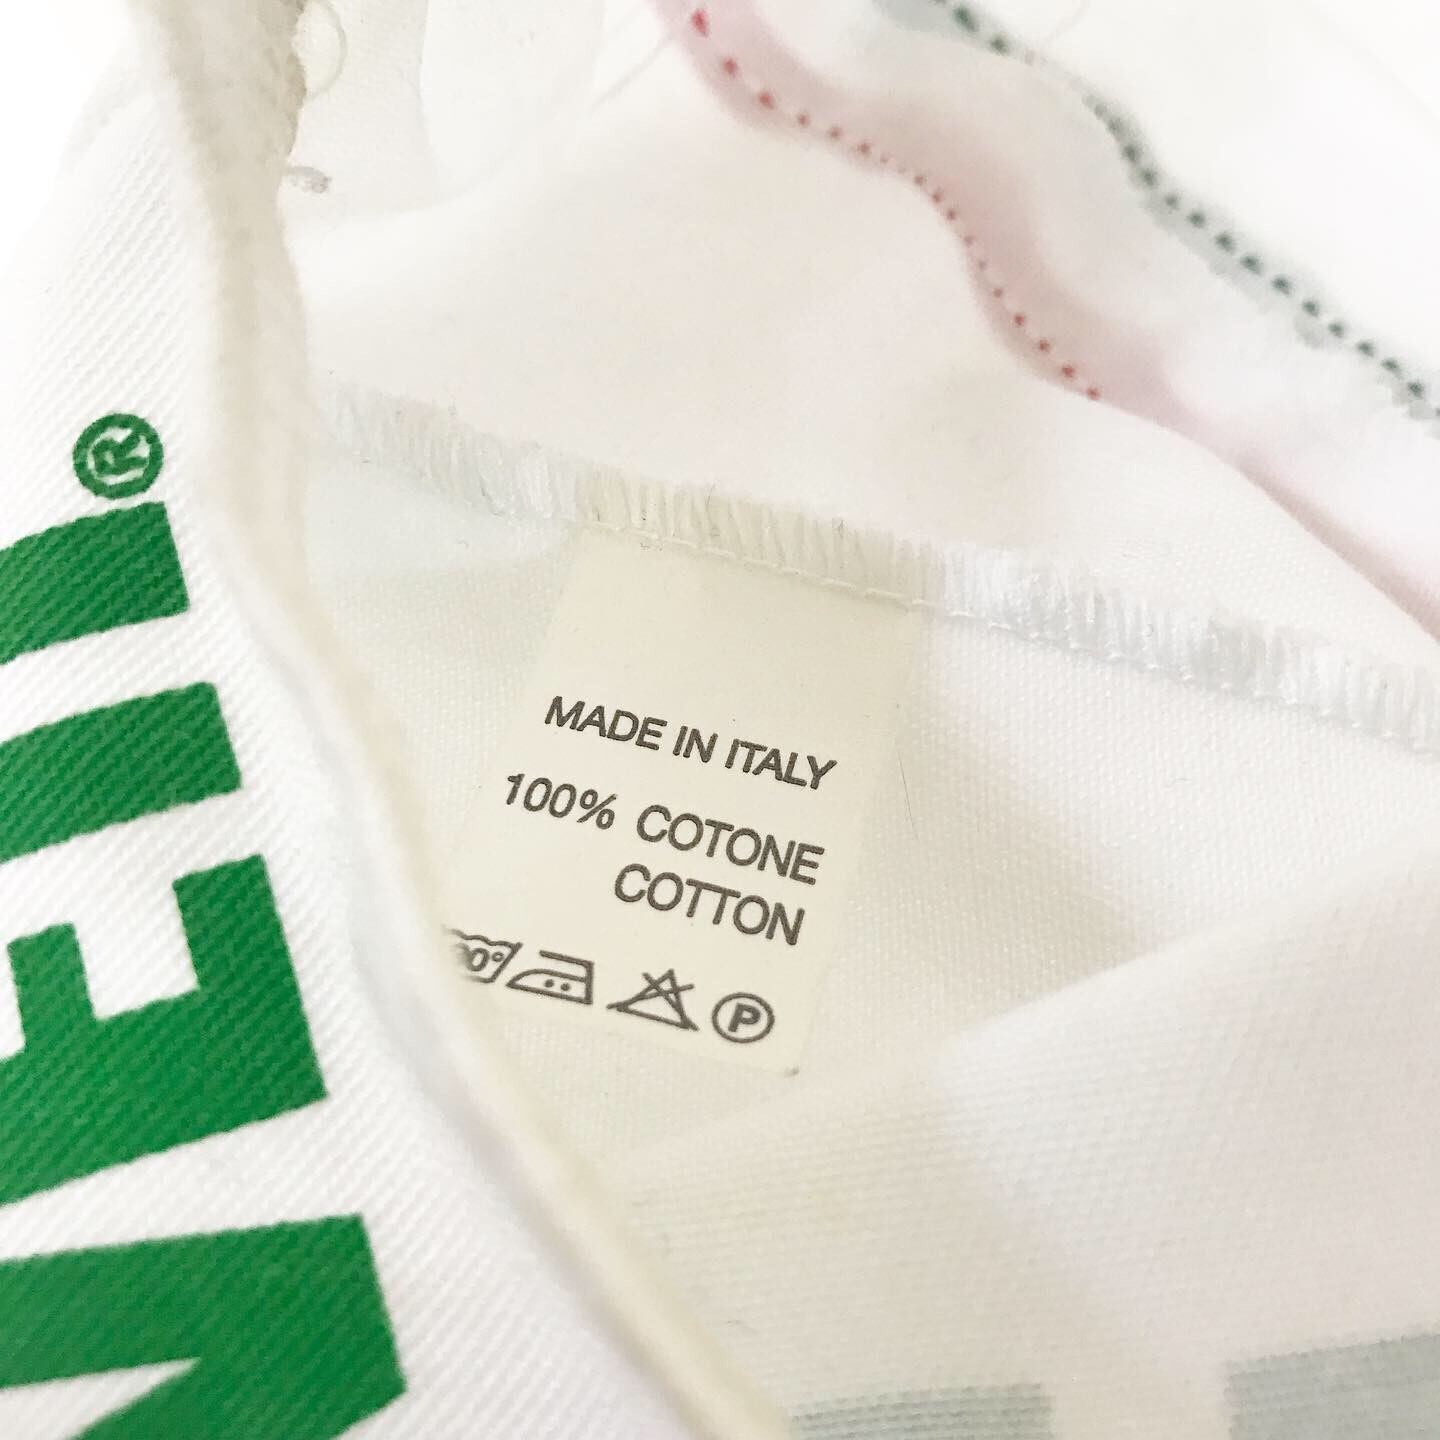 MADE IN ITALY
100% COTONE
COTTON
P
®